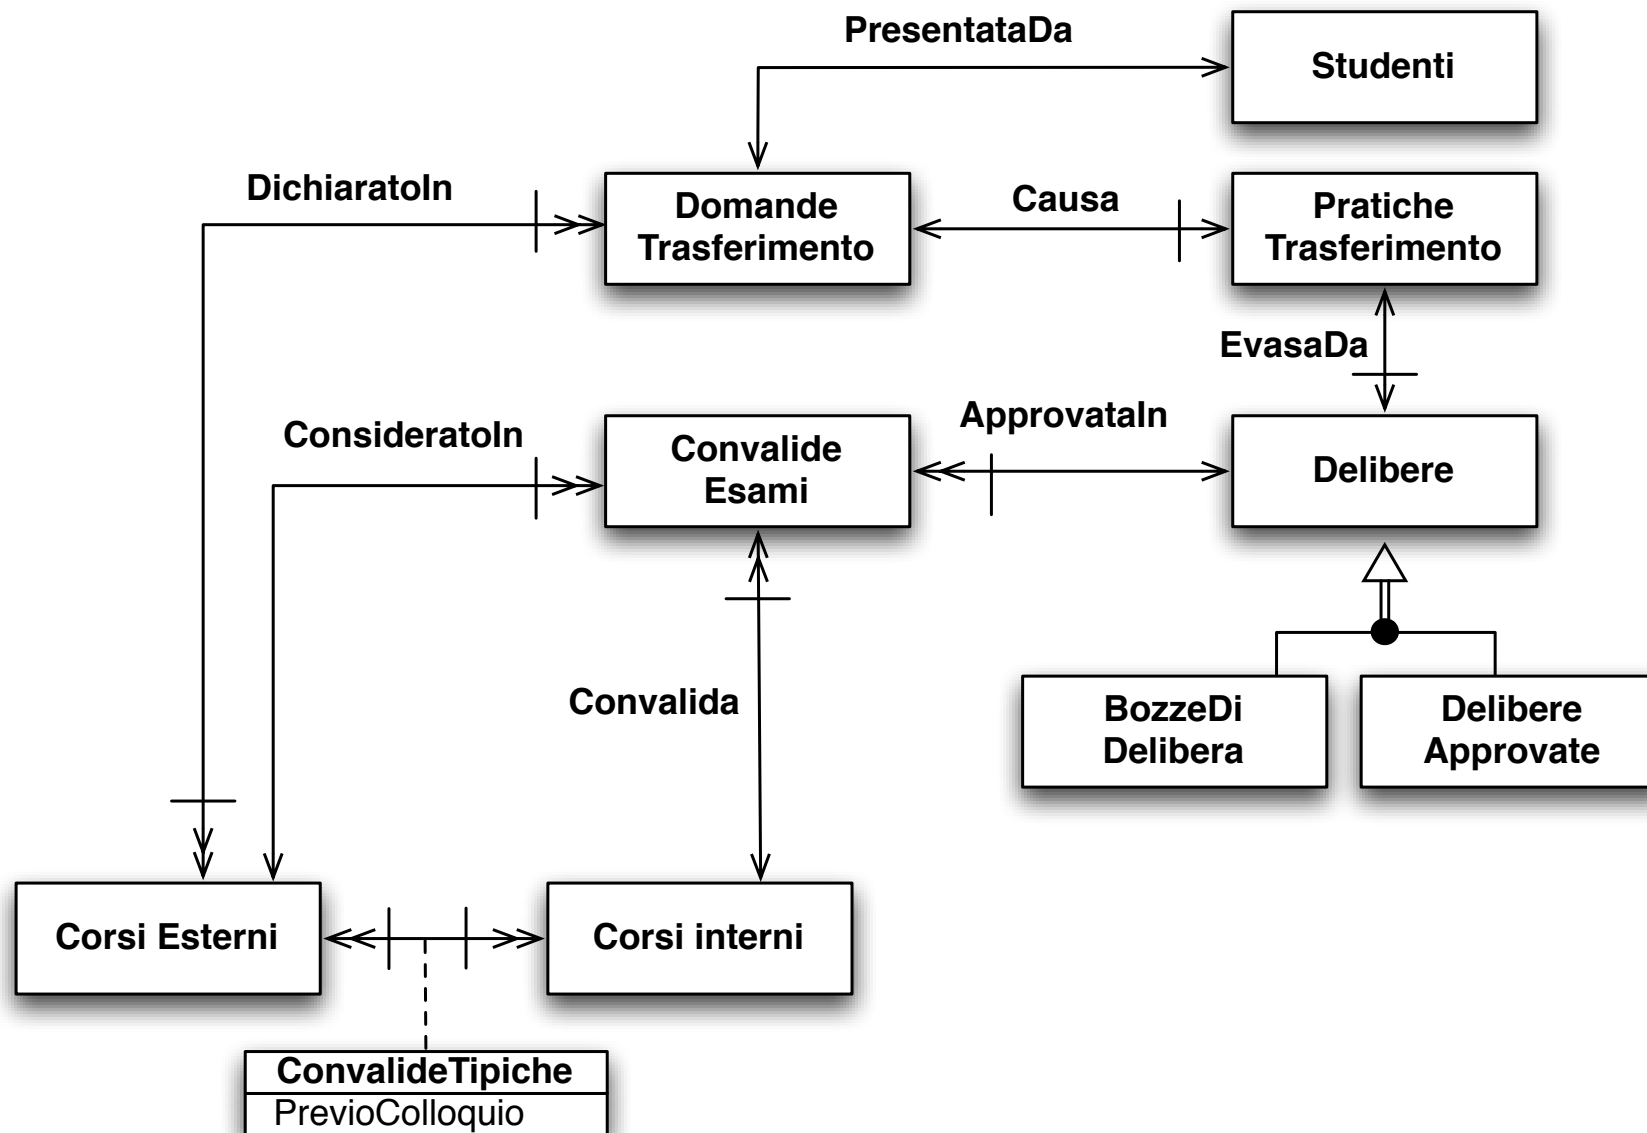 PresentataDa
Studenti
DichiaratoIn
Domande
Trasferimento
Causa
Pratiche
Trasferimento
EvasaDa
ConsideratoIn
Convalide
Esami
ApprovataIn
Delibere
Convalida
BozzeDi
Delibera
Delibere
Approvate
Corsi Esterni
Corsi interni
ConvalideTipiche
PrevioColloquio